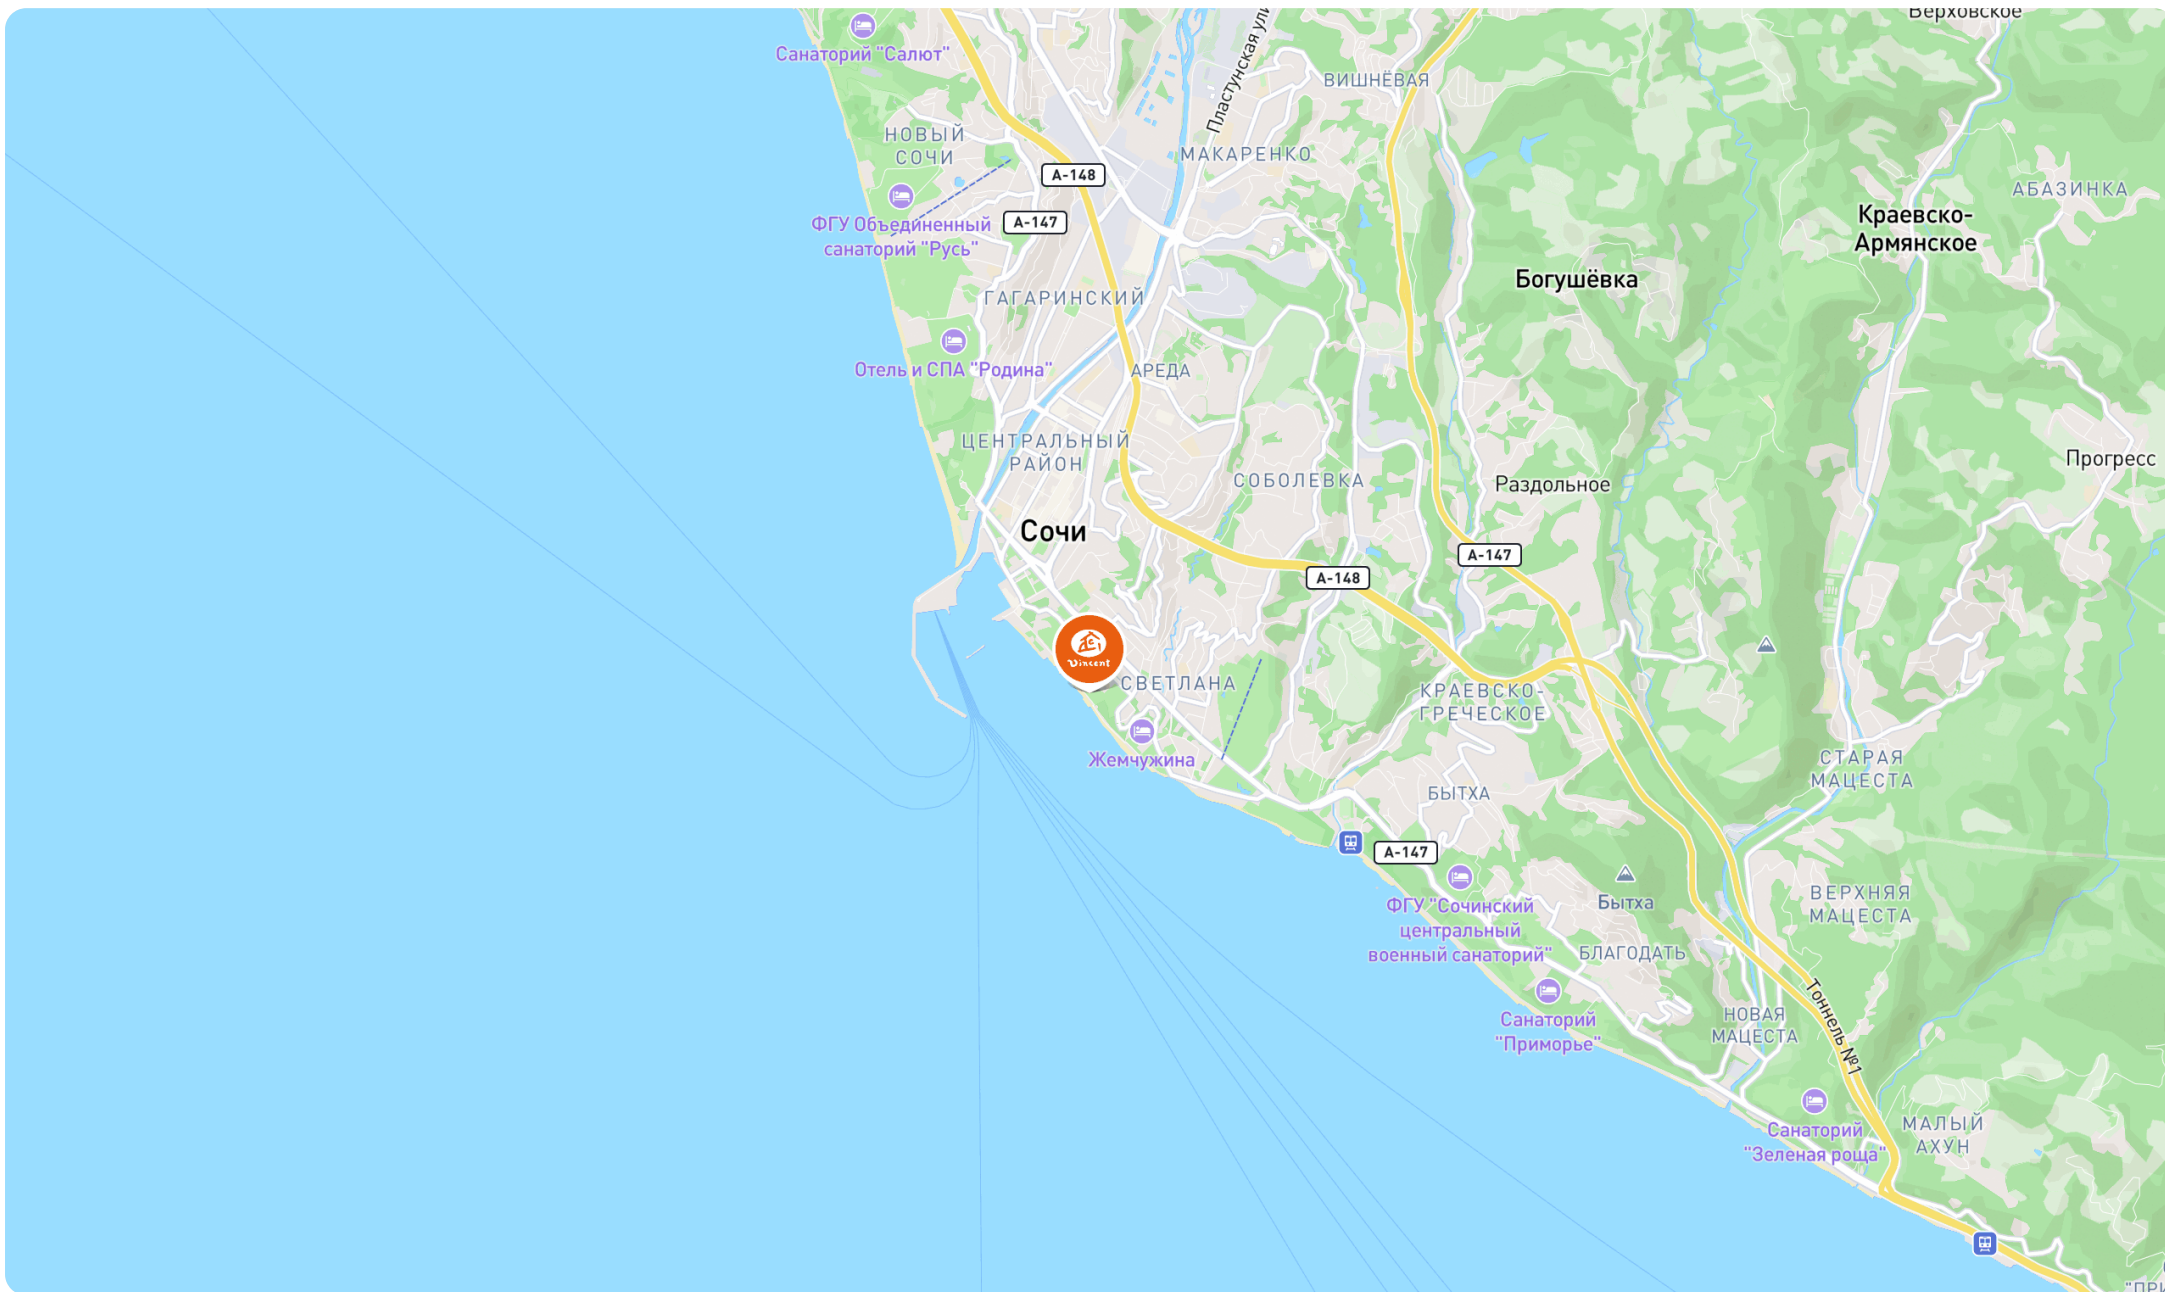 Верховское
Санаторий "Салют"
Пластунская ули
ВИШНЁВАЯ
НОВЫЙ
СОЧИ
МАКАРЕНКО
А-148
АБАЗИНКА
ФГУ Объединенный
санаторий "Русь"
А-147
Краевско-
Армянское
Богушёвка
ГАГАРИНСКИЙ
Отель и СПА "Родина"
АРЕДА
ЦЕНТРАЛЬНЫЙ
РАЙОН
Прогресс
СОБОЛЕВКА
Раздольное
Сочи
А-147
А-148
Vincent
СВЕТЛАНА
КРАЕВСКО-
ГРЕЧЕСКОЕ
Жемчужина
СТАРАЯ
МАЦЕСТА
БЫТХА
А-147
ФГУ "Сочинский
центральный
военный санаторий"
Бытха
ВЕРХНЯЯ
МАЦЕСТА
БЛАГОДАТЬ
Санаторий
"Приморье"
НОВАЯ
МАЦЕСТА
Тоннель №1
Санаторий
"Зеленая роща"
МАЛЫЙ
АХУН
"ПРИ